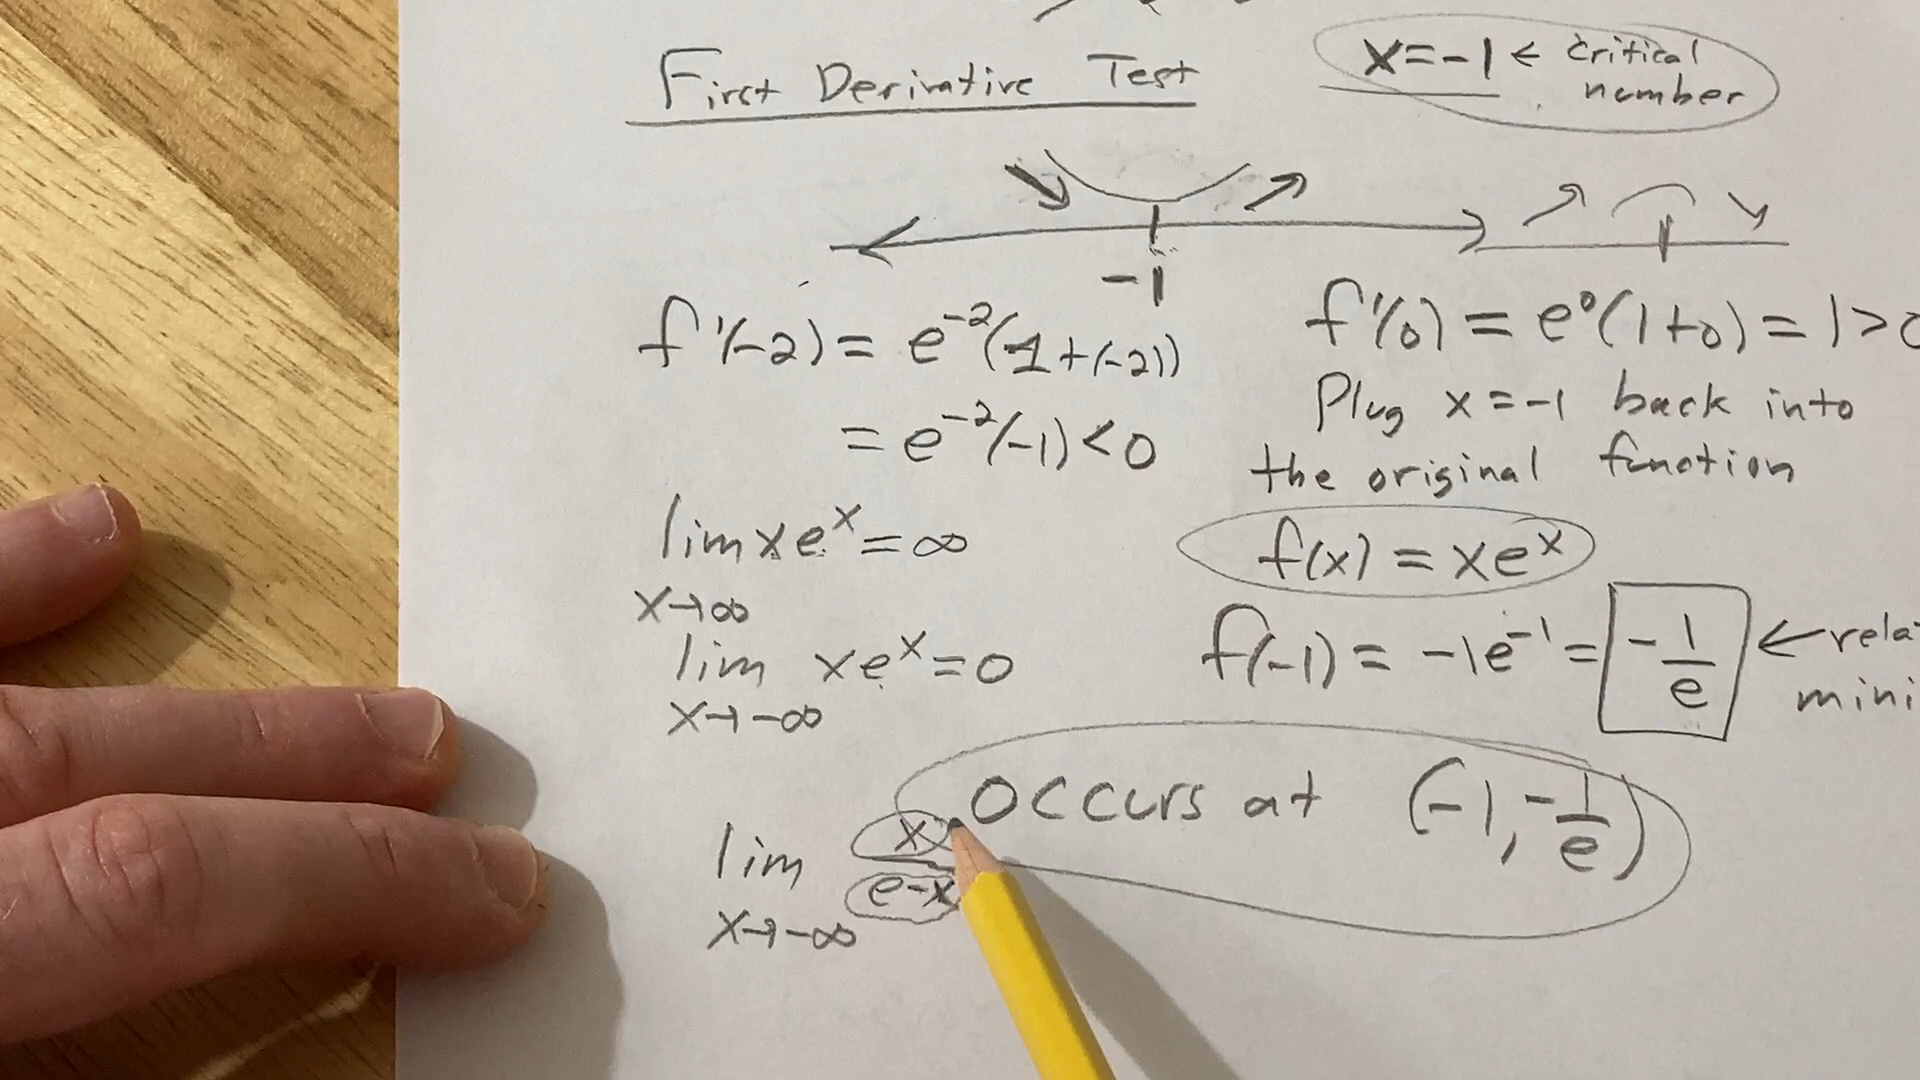 First Derivative Test
x = -1 ← critical number
-1
f'(-2) = e^-2(1+(-2))
= e^-2(-1) < 0
f'(0) = e^0(1+0) = 1 > 0
Plug x = -1 back into
the original function
lim xe^x = ∞
x→∞
f(x) = xe^x
lim xe^x = 0
x→-∞
f(-1) = -1e^-1 = -1/e ←
occurs at (-1, -1/e)
lim x/e^-x
x→-∞